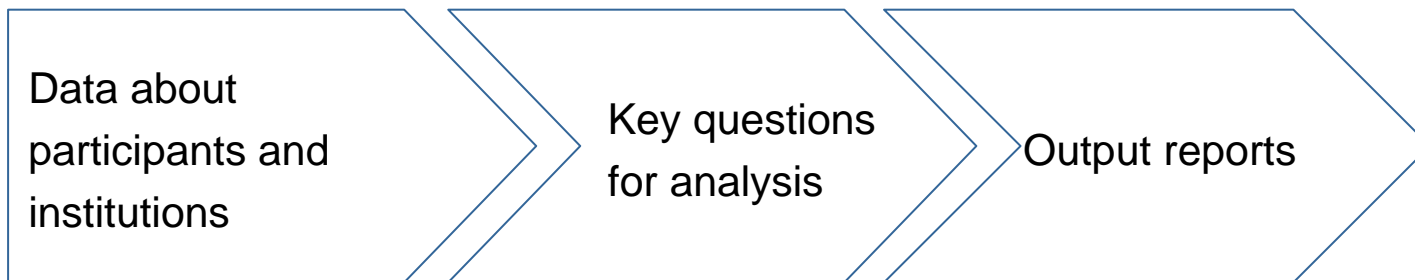 Data about
participants and
institutions
Key questions
for analysis
Output reports